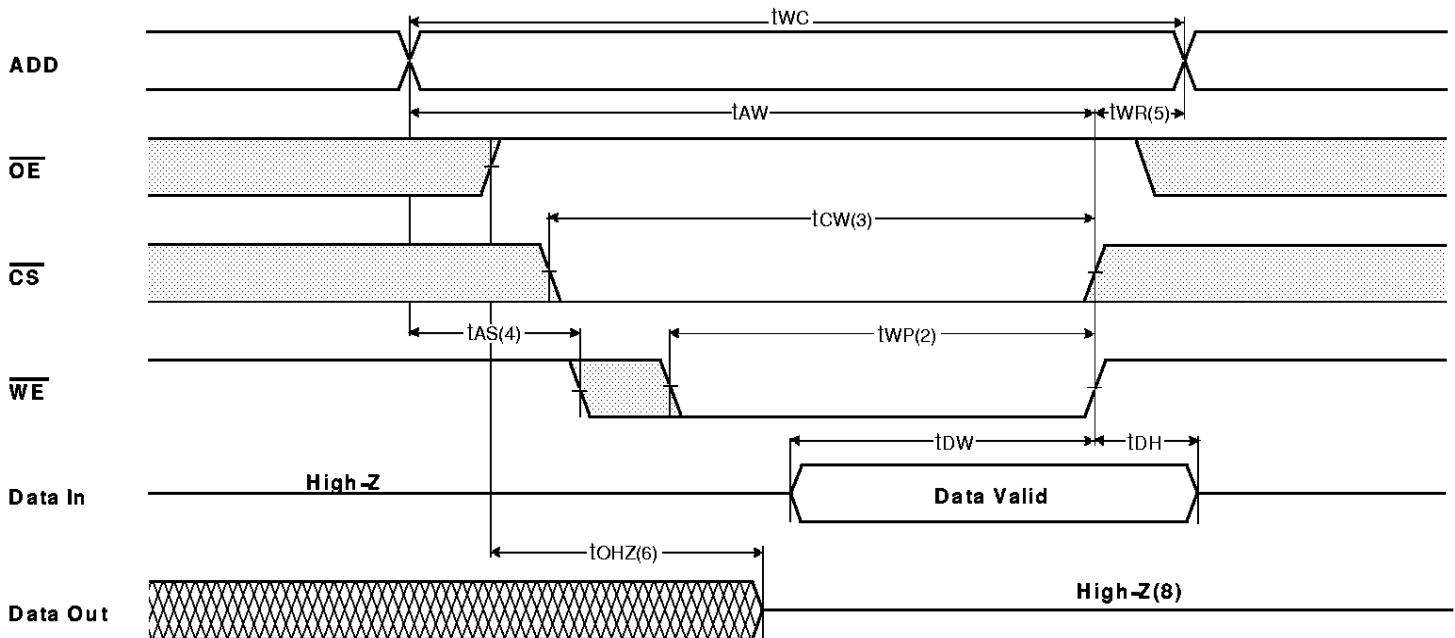 tWC
ADD
tAW
tWR(5)
OE
tCW(3)
CS
tAS(4)
tWP(2)
WE
tDW
tDH
High-Z
Data In
Data Valid
tOHZ(6)
High-Z(8)
Data Out